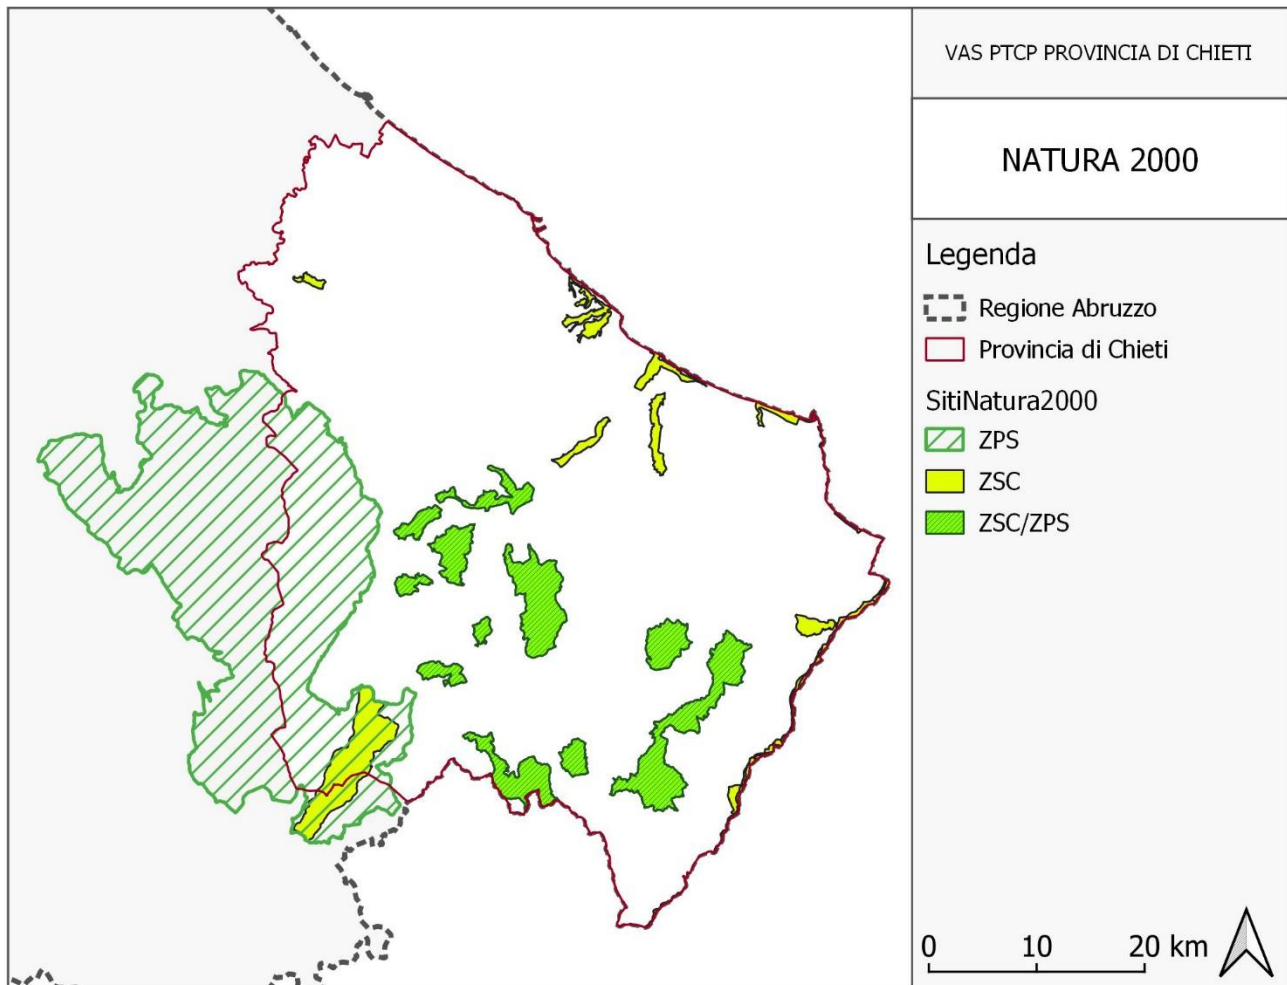 VAS PTCP PROVINCIA DI CHIETI
NATURA 2000
Legenda
Regione Abruzzo
Provincia di Chieti
SitiNatura2000
ZPS
ZSC
ZSC/ZPS
0 10 20 km